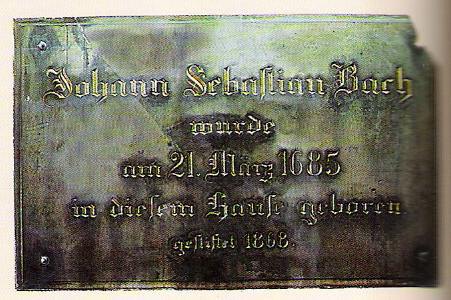 Johann Sebastian Bach
wurde
am 21. März 1685
in diesem Hause geboren
gestiftet 1868.